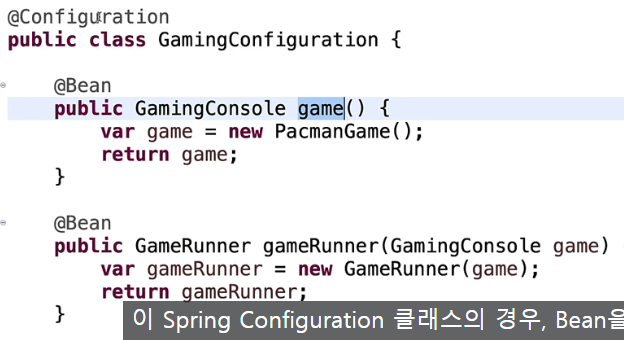 @Configuration
public class GamingConfiguration {
@Bean
public GamingConsole game() {
var game = new PacmanGame();
return game;
}
@Bean
public GameRunner gameRunner(GamingConsole game) {
var gameRunner = new GameRunner(game);
return gameRunner;
}
이 Spring Configuration 클래스의 경우, Bean을